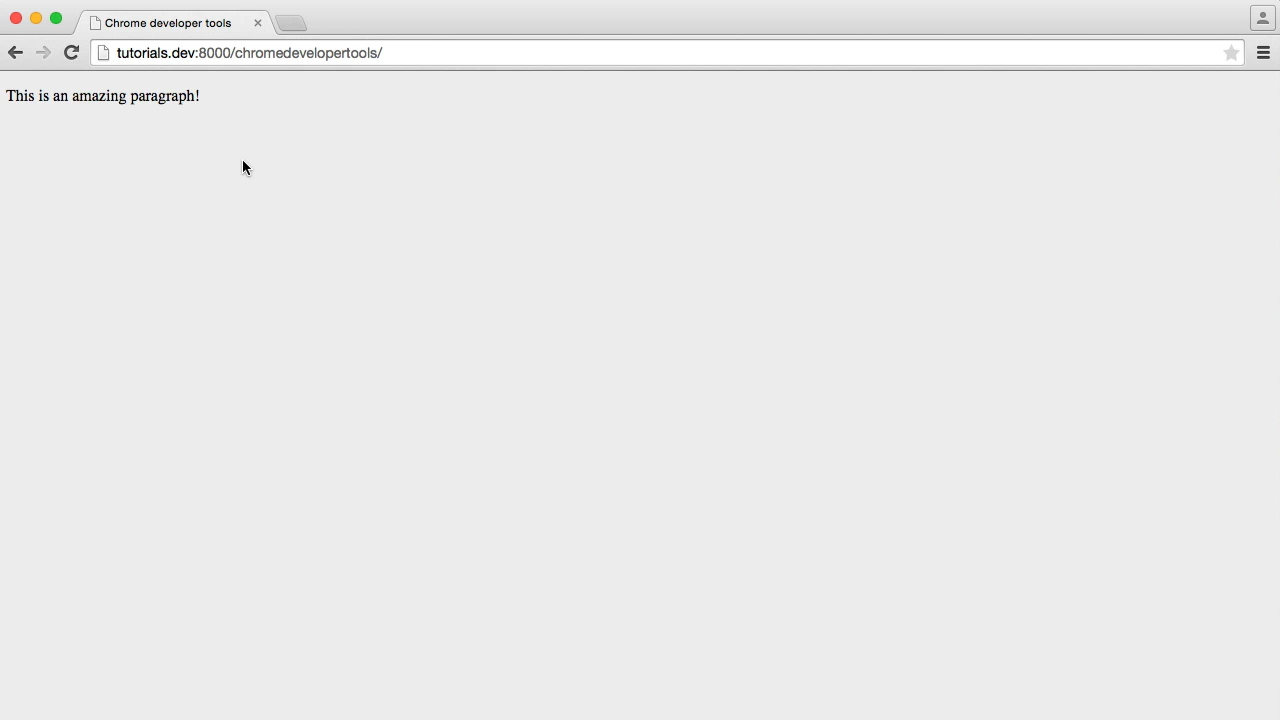 Chrome developer tools
tutorials.dev:8000/chromedevelopertools/
This is an amazing paragraph!